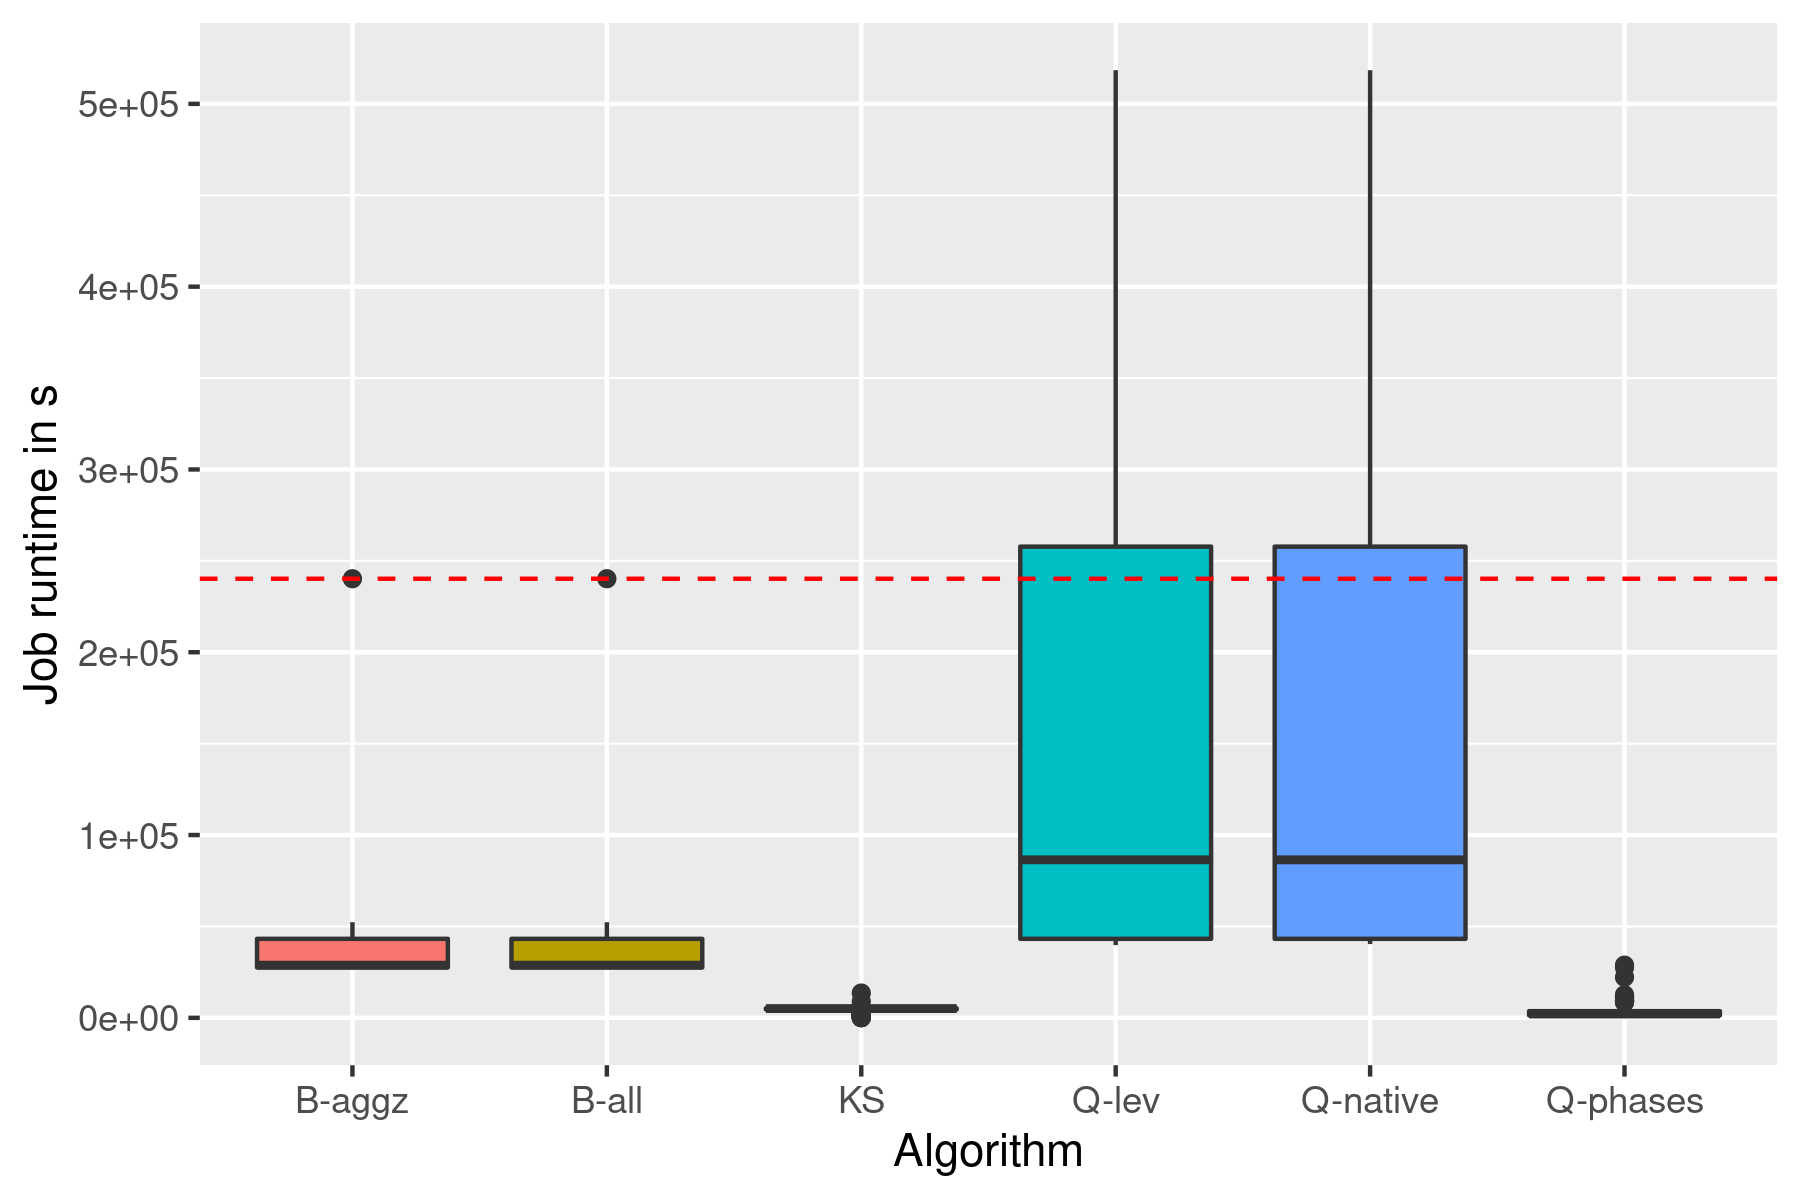 Job runtime in s
5e+05
4e+05
3e+05
2e+05
1e+05
0e+00
B-aggz B-all KS Q-lev Q-native Q-phases
Algorithm